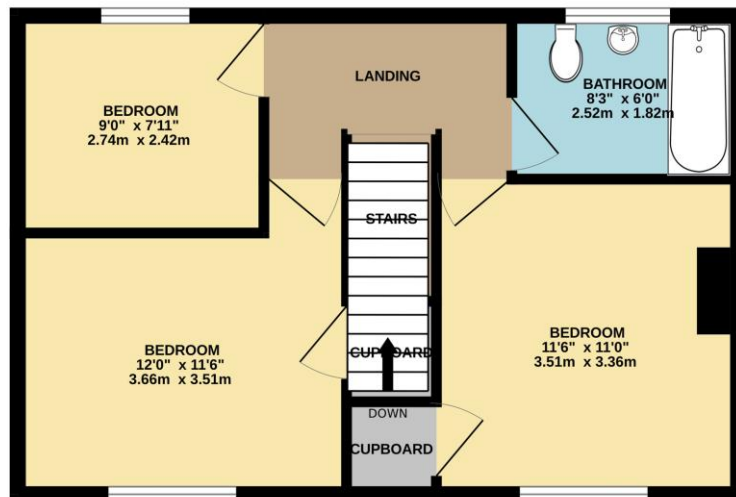 LANDING
BEDROOM
9'0" x 7'11"
2.74m x 2.42m
BATHROOM
8'3" x 6'0"
2.52m x 1.82m
STAIRS
BEDROOM
12'0" x 11'6"
3.66m x 3.51m
CUPBOARD
BEDROOM
11'6" x 11'0"
3.51m x 3.36m
DOWN
CUPBOARD